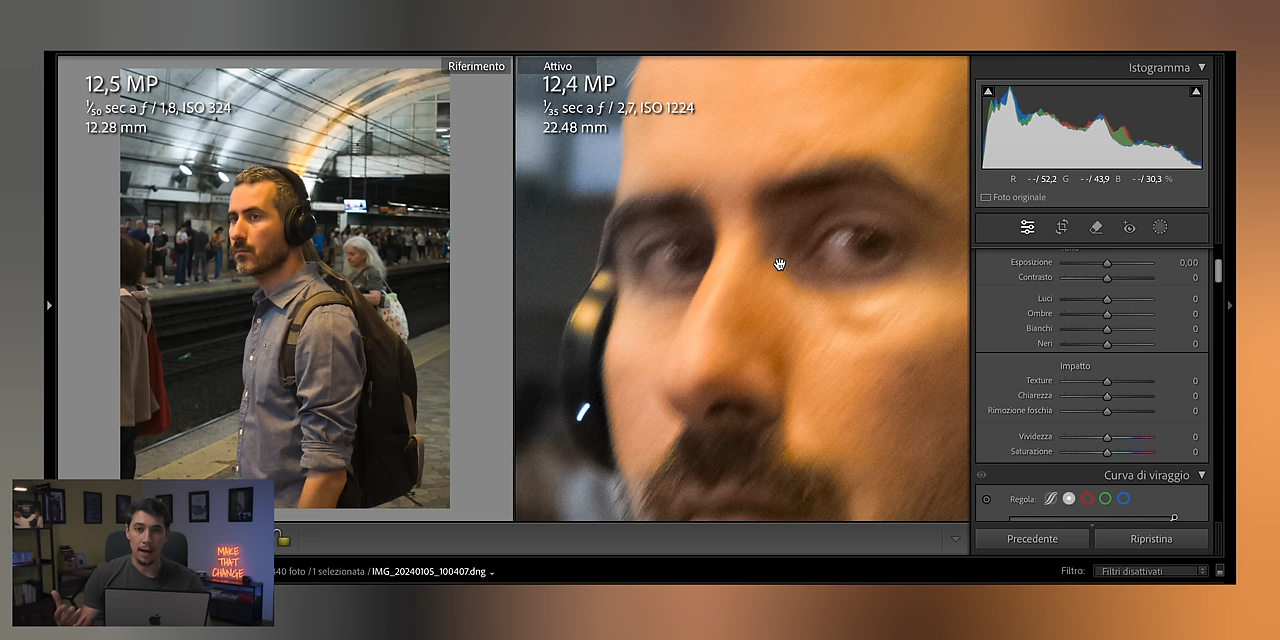 Riferimento
12,5 MP
1/50 sec a ƒ / 1,8, ISO 324
12.28 mm
Attivo
12,4 MP
1/35 sec a ƒ / 2,7, ISO 1224
22.48 mm
Istogramma
R --/ 52,2 G --/ 43,9 B --/ 30,3 %
Foto originale
Esposizione 0,00
Contrasto 0
Luci 0
Ombre 0
Bianchi 0
Neri 0
Impatto
Texture 0
Chiarezza 0
Rimozione foschia 0
Vividezza 0
Saturazione 0
Curva di viraggio
Regola:
Precedente Ripristina
40 foto / 1 selezionata / IMG_20240105_100407.dng
Filtro: Filtri disattivati
MAKE
THAT
CHANGE